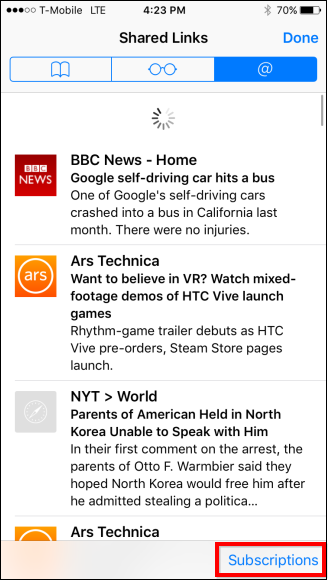 T-Mobile LTE 4:23 PM 70%
Shared Links Done
@
BBC NEWS
BBC News - Home
Google self-driving car hits a bus
One of Google's self-driving cars
crashed into a bus in California last
month. There were no injuries.
ars
Ars Technica
Want to believe in VR? Watch mixed-
footage demos of HTC Vive launch
games
Rhythm-game trailer debuts as HTC
Vive pre-orders, Steam Store pages
launch.
NYT > World
Parents of American Held in North
Korea Unable to Speak with Him
In their first comment on the arrest, the
parents of Otto F. Warmbier said they
hoped North Korea would free him after
he admitted stealing a politica...
Ars Technica
Subscriptions